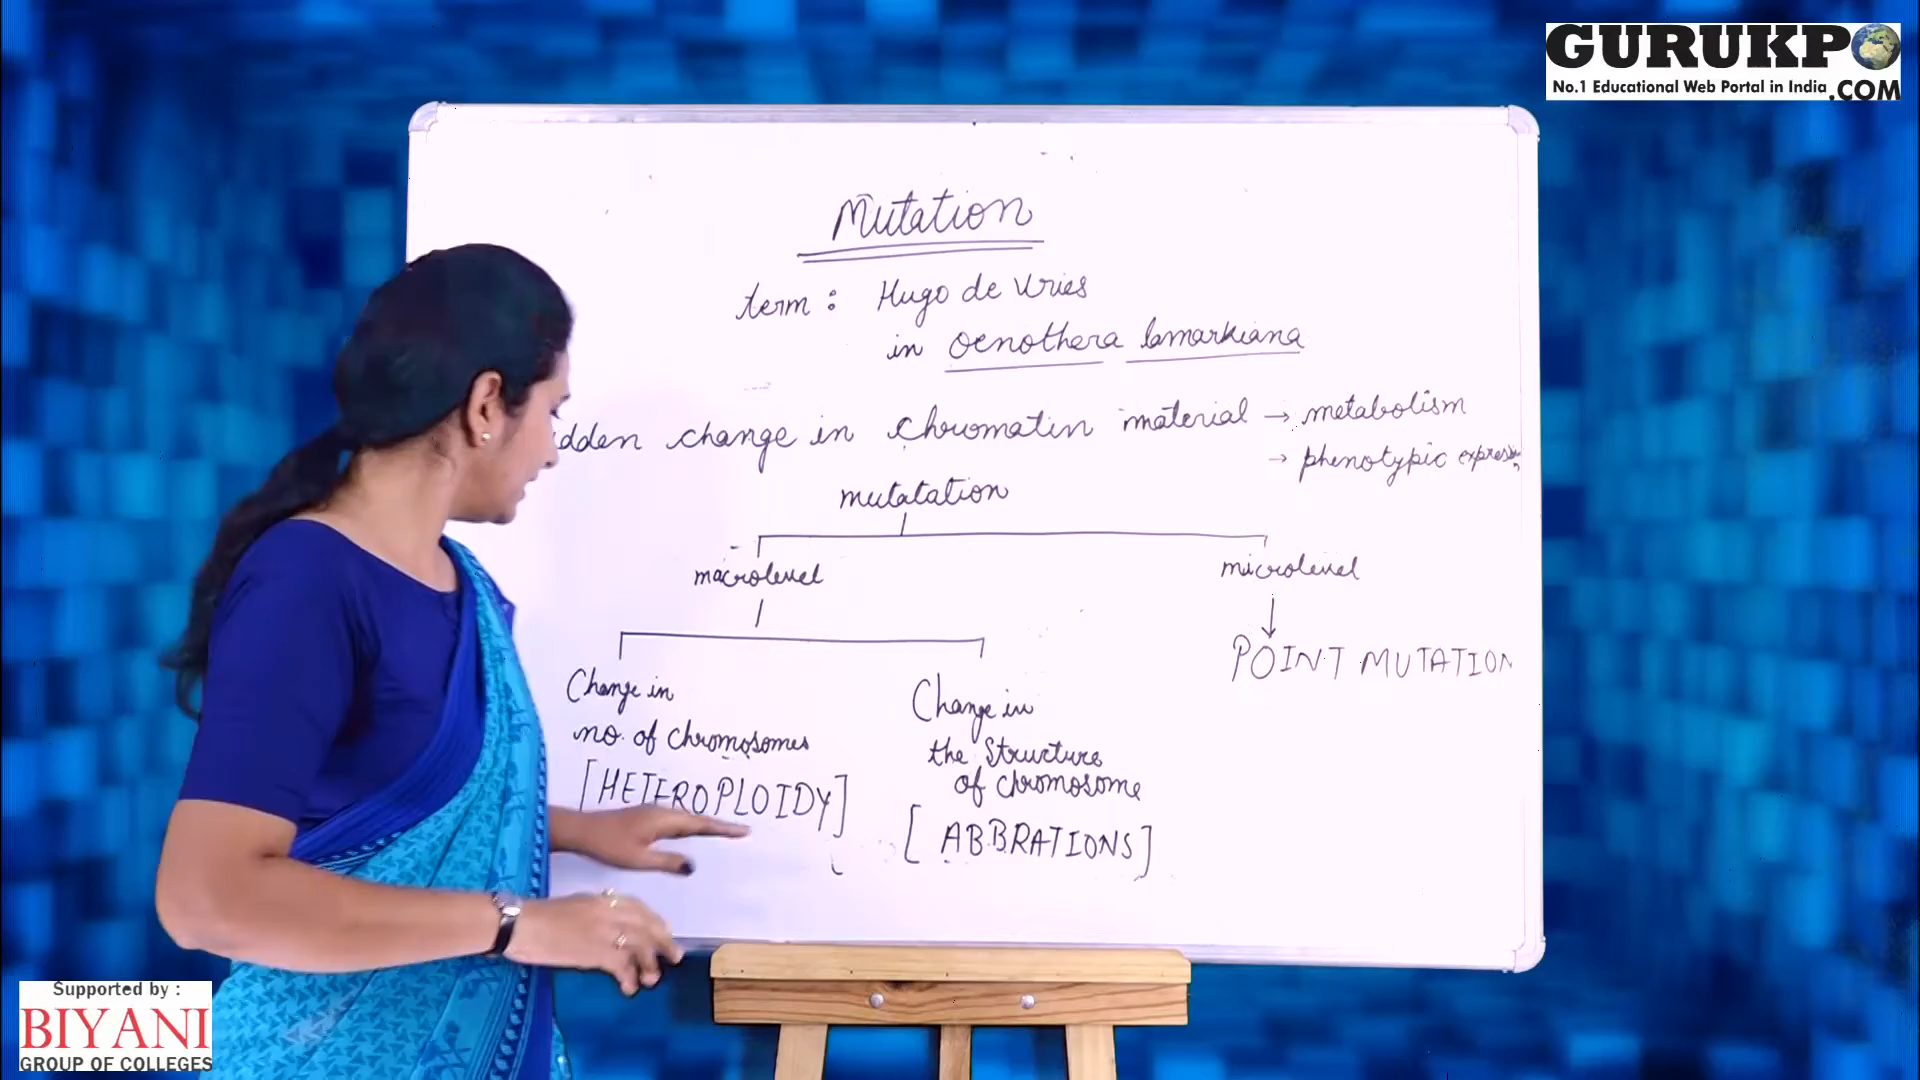 GURUKPO
No.1 Educational Web Portal in India .COM
Mutation
term : Hugo de Vries
in Oenothera lamarkiana
dden change in chromatin material → metabolism
→ phenotypic expression
mutatation
macrolevel
microlevel
POINT MUTATION
Change in
no. of chromosomes
[HETEROPLOIDY]
Change in
the Structure
of chromosome
[ABBRATIONS]
Supported by :
BIYANI
GROUP OF COLLEGES